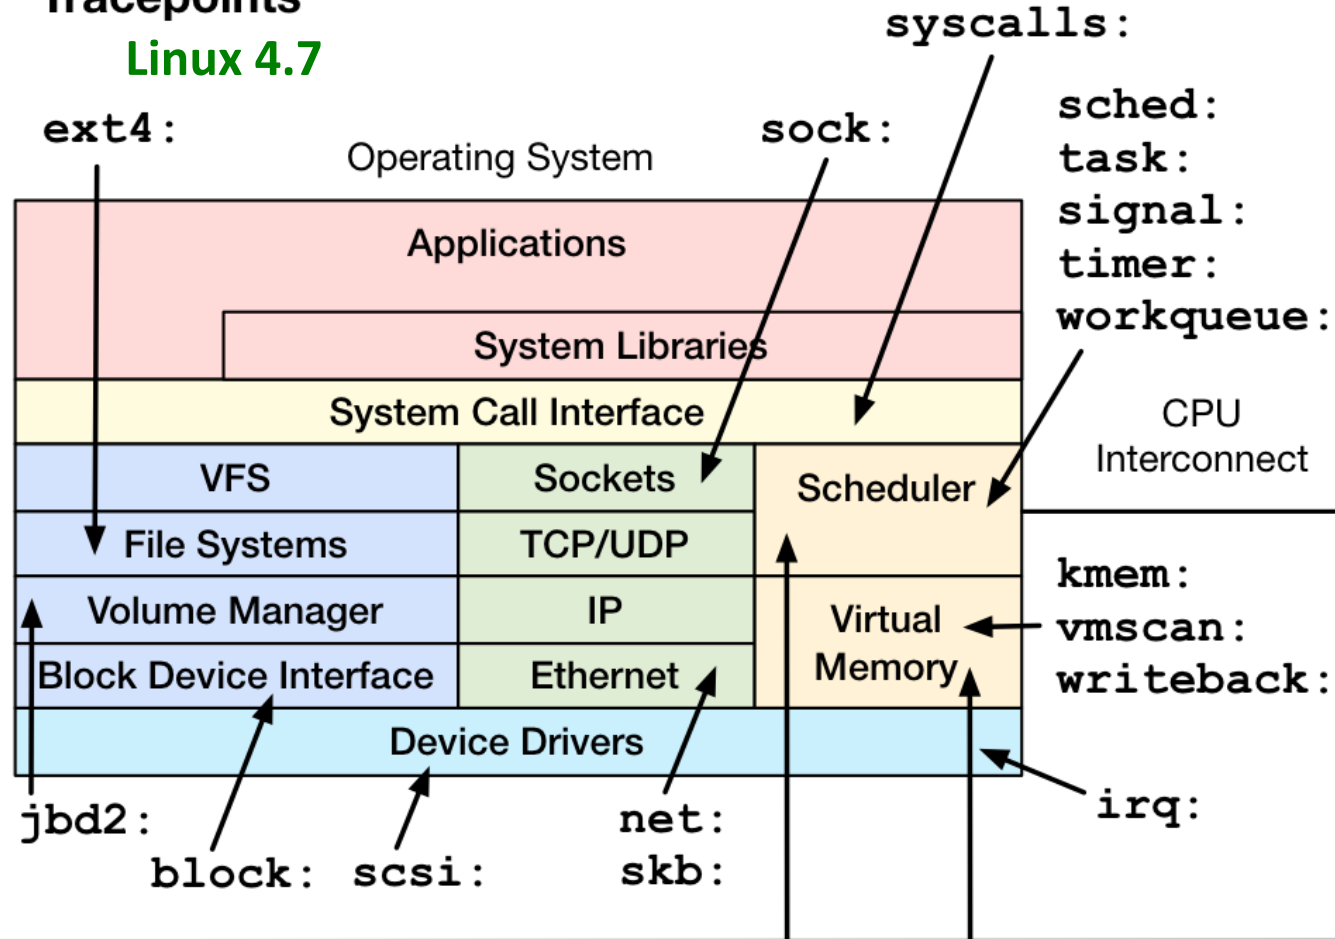 Tracepoints
Linux 4.7
syscalls:
ext4:
sock:
sched:
task:
signal:
timer:
workqueue:
Operating System
Applications
System Libraries
System Call Interface
CPU
Interconnect
VFS
Sockets
Scheduler
File Systems
TCP/UDP
Volume Manager
IP
Virtual
Memory
Block Device Interface
Ethernet
Device Drivers
kmem:
vmscan:
writeback:
irq:
jbd2:
block:
scsi:
net:
skb: